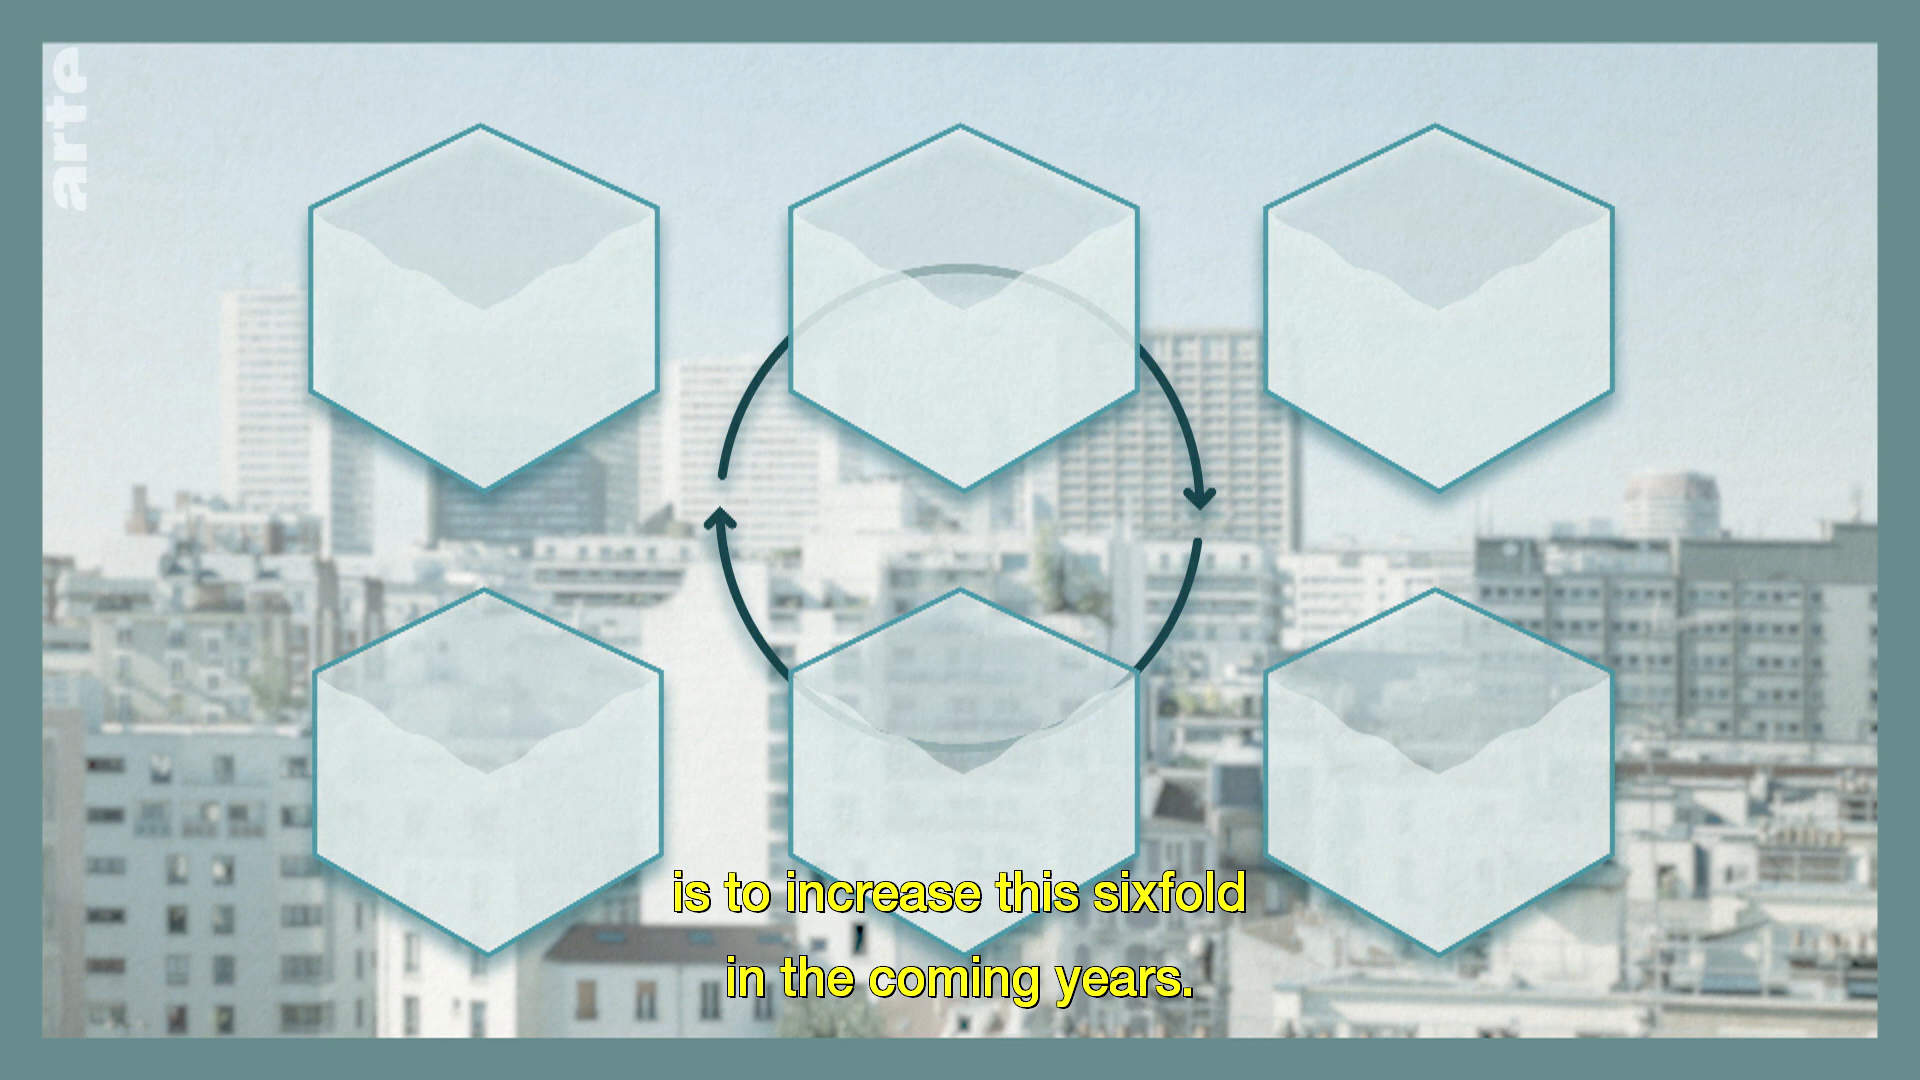 arte
is to increase this sixfold
in the coming years.